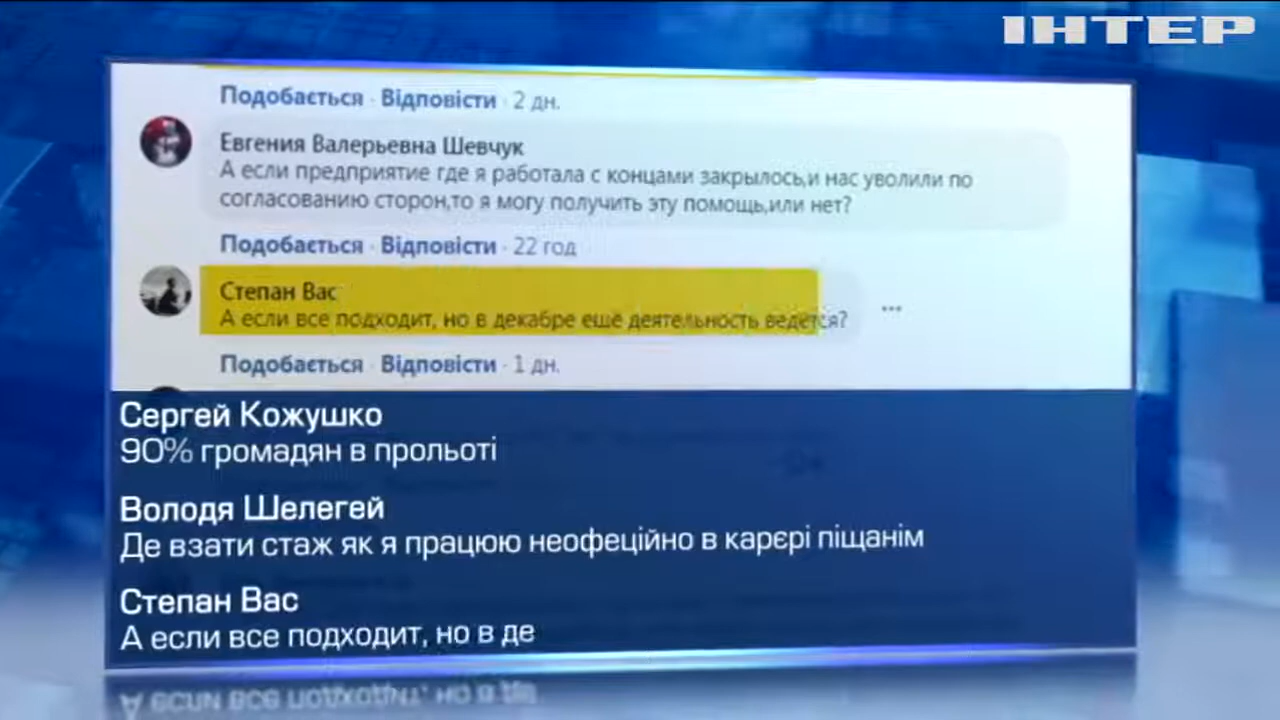 ІНТЕР
Подобається · Відповісти · 2 дн.
Евгения Валерьевна Шевчук
А если предприятие где я работала с концами закрылось,и нас уволили по
согласованию сторон,то я могу получить эту помощь,или нет?
Подобається · Відповісти · 22 год
Степан Вас
А если все подходит, но в декабре еще деятельность ведется?
Подобається · Відповісти · 1 дн.
Сергей Кожушко
90% громадян в прольоті
Володя Шелегей
Де взати стаж як я працюю неофеційно в карєрі піщанім
Степан Вас
А если все подходит, но в де